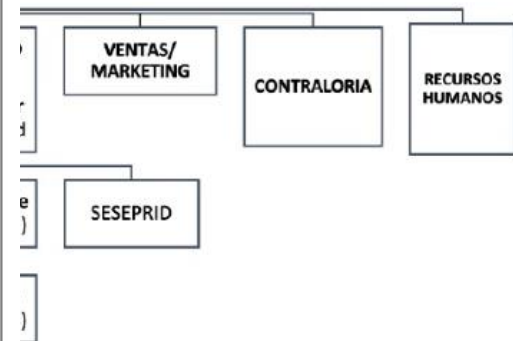 VENTAS/
MARKETING
CONTRALORIA
RECURSOS
HUMANOS
d
e
)
SESEPRID
)